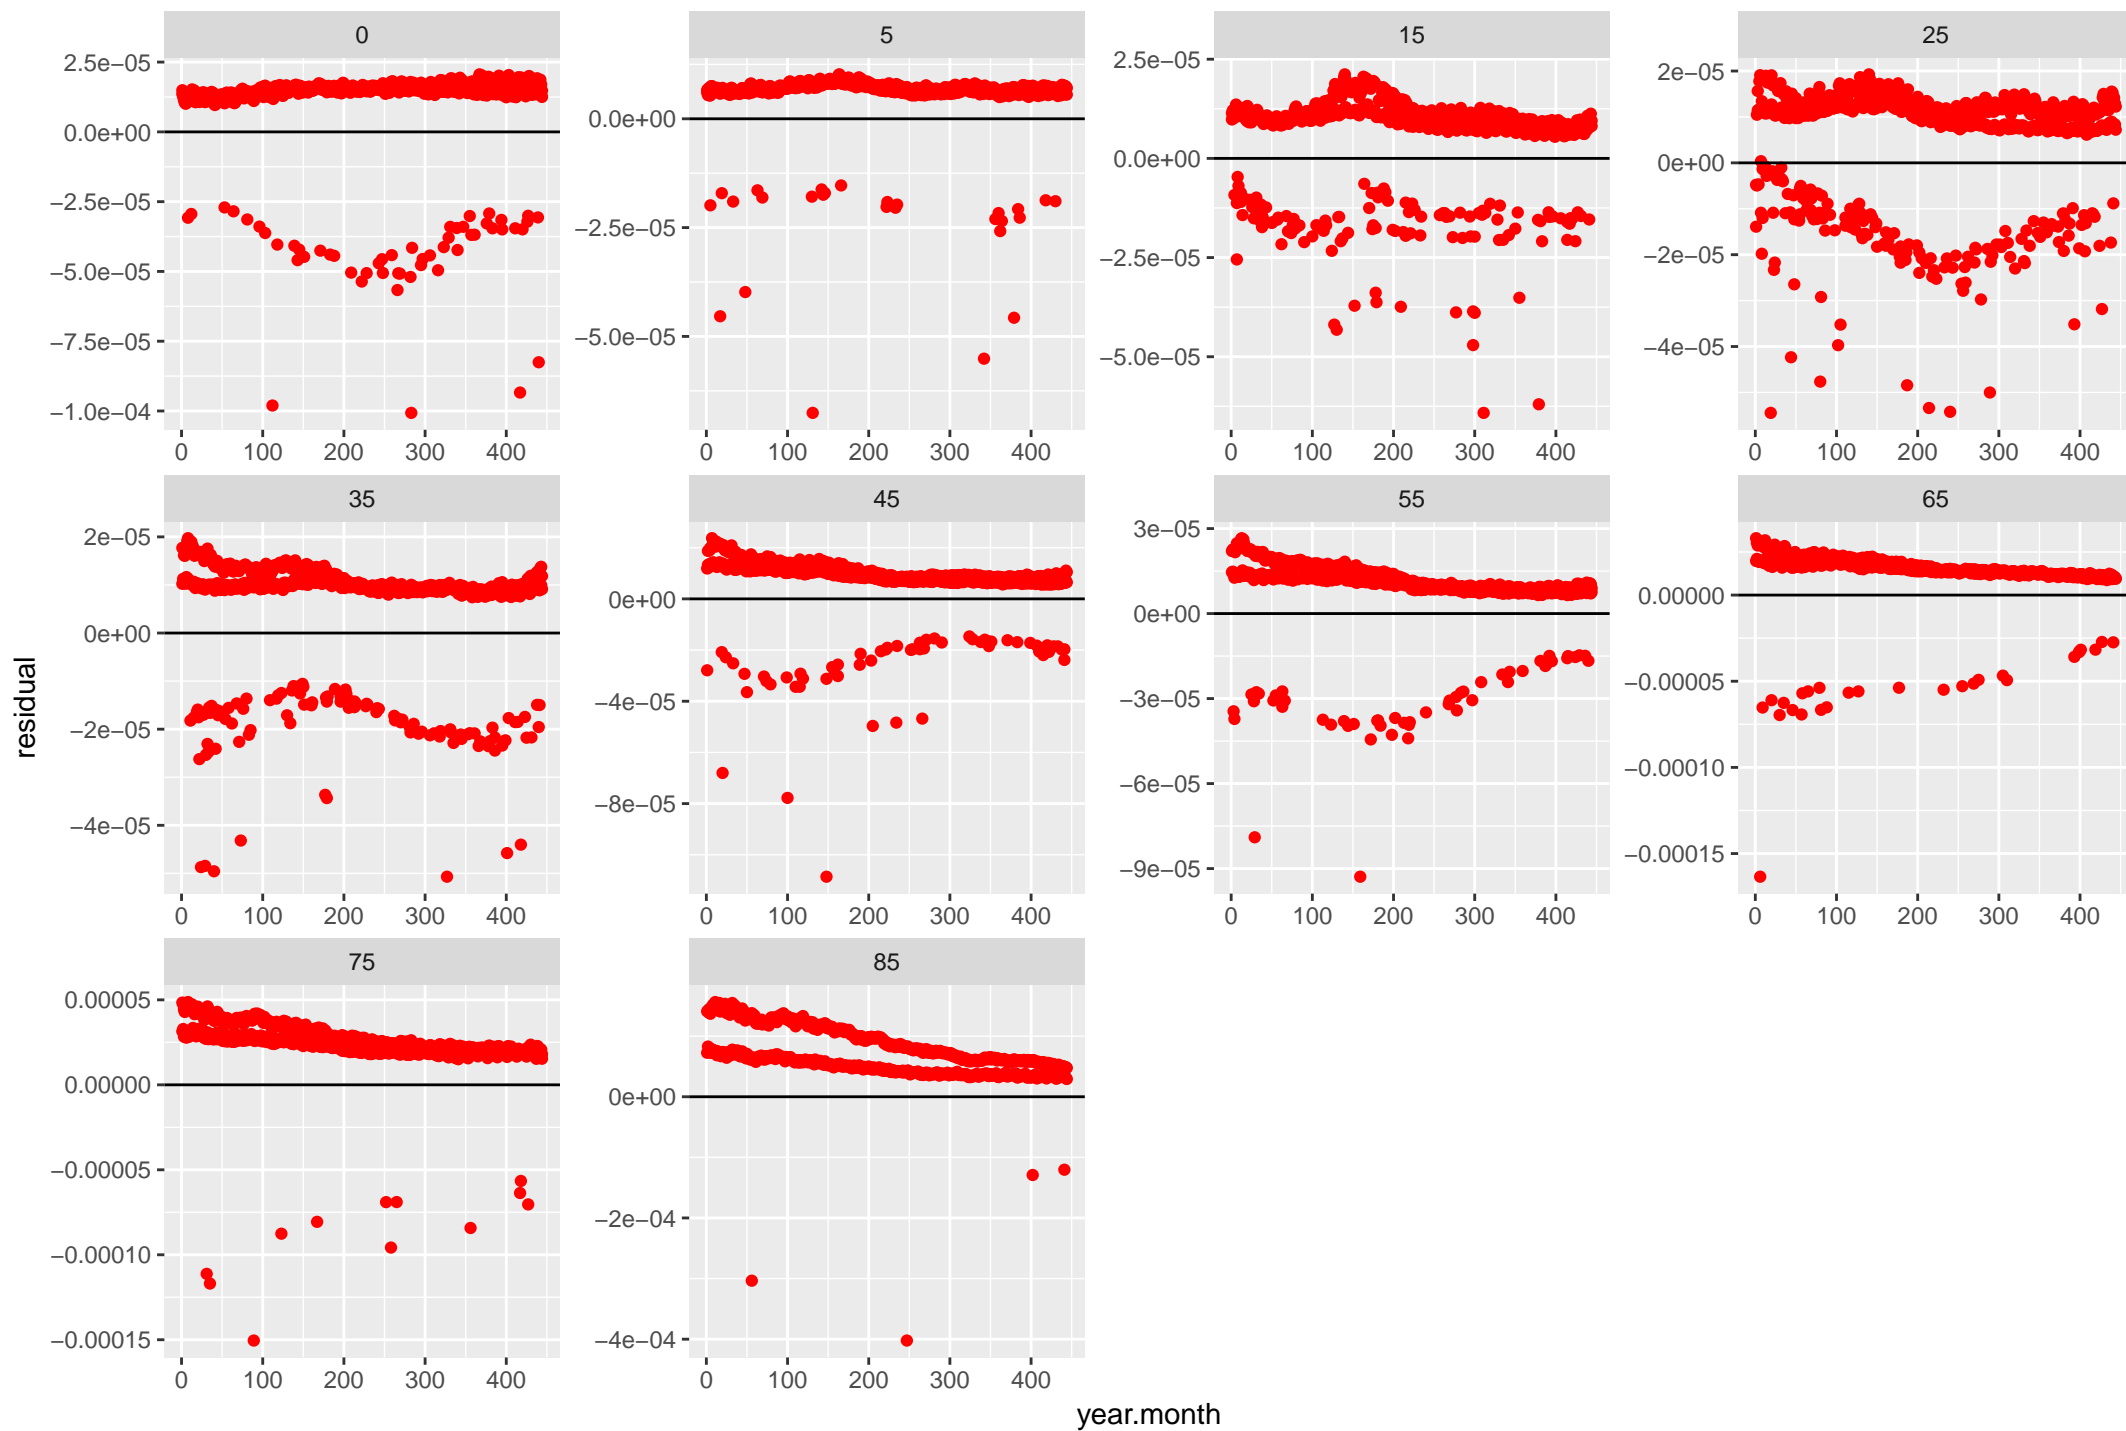 0 5 15 25
2.5e−05 0.0e+00 −2.5e−05 −5.0e−05 −7.5e−05 −1.0e−04
0.0e+00 −2.5e−05 −5.0e−05
2.5e−05 0.0e+00 −2.5e−05 −5.0e−05
2e−05 0e+00 −2e−05 −4e−05
0 100 200 300 400 0 100 200 300 400 0 100 200 300 400 0 100 200 300 400
35 45 55 65
2e−05 0e+00 −2e−05 −4e−05
0e+00 −4e−05 −8e−05
3e−05 0e+00 −3e−05 −6e−05 −9e−05
0.00000 −0.00005 −0.00010 −0.00015
0 100 200 300 400 0 100 200 300 400 0 100 200 300 400 0 100 200 300 400
residual
75 85
0.00005 0.00000 −0.00005 −0.00010 −0.00015
0e+00 −2e−04 −4e−04
0 100 200 300 400 0 100 200 300 400
year.month